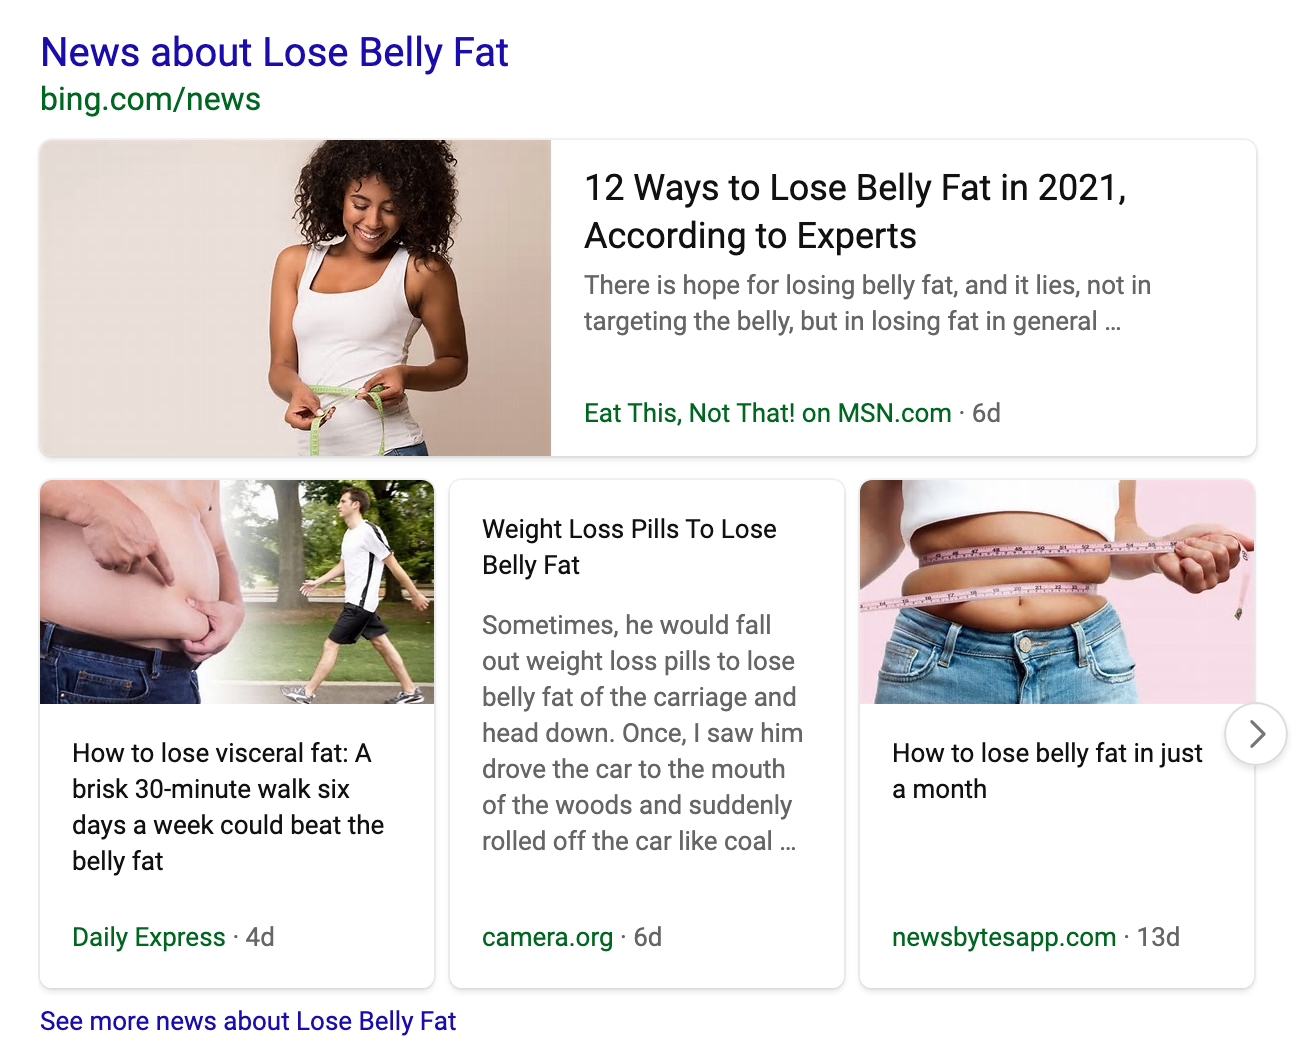 News about Lose Belly Fat
bing.com/news
12 Ways to Lose Belly Fat in 2021,
According to Experts
There is hope for losing belly fat, and it lies, not in
targeting the belly, but in losing fat in general ...
Eat This, Not That! on MSN.com · 6d
How to lose visceral fat: A
brisk 30-minute walk six
days a week could beat the
belly fat
Daily Express · 4d
Weight Loss Pills To Lose
Belly Fat
Sometimes, he would fall
out weight loss pills to lose
belly fat of the carriage and
head down. Once, I saw him
drove the car to the mouth
of the woods and suddenly
rolled off the car like coal ...
camera.org · 6d
How to lose belly fat in just
a month
newsbytesapp.com · 13d
See more news about Lose Belly Fat